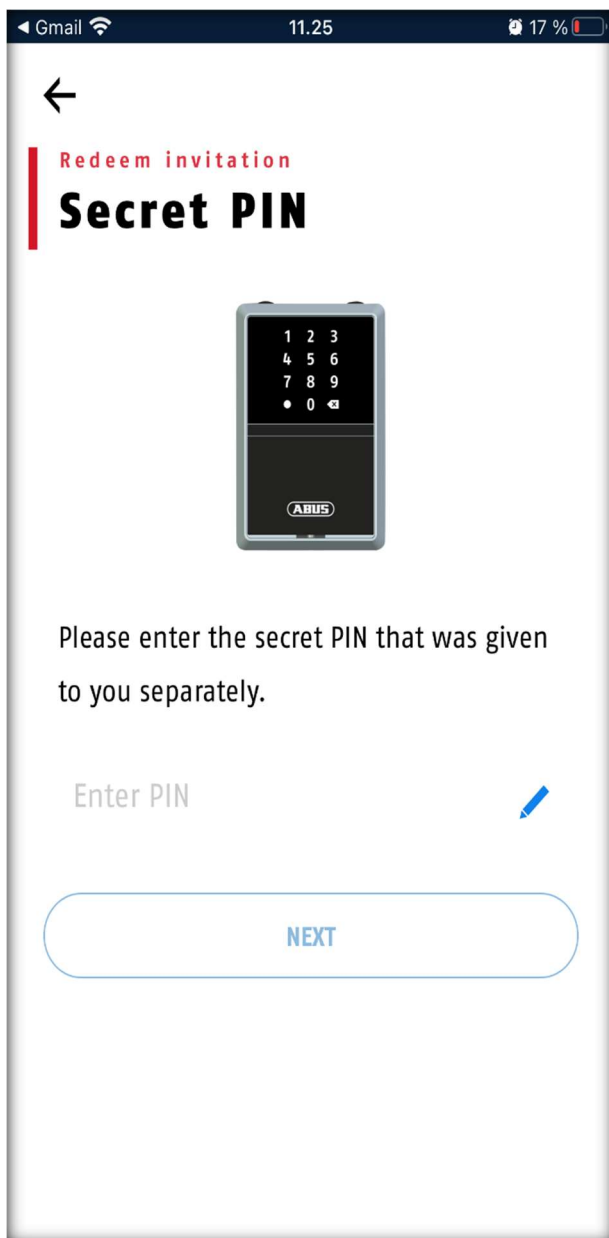 Gmail 11.25 17 %
Redeem invitation
Secret PIN
1 2 3
4 5 6
7 8 9
0
ABUS
Please enter the secret PIN that was given
to you separately.
Enter PIN
NEXT